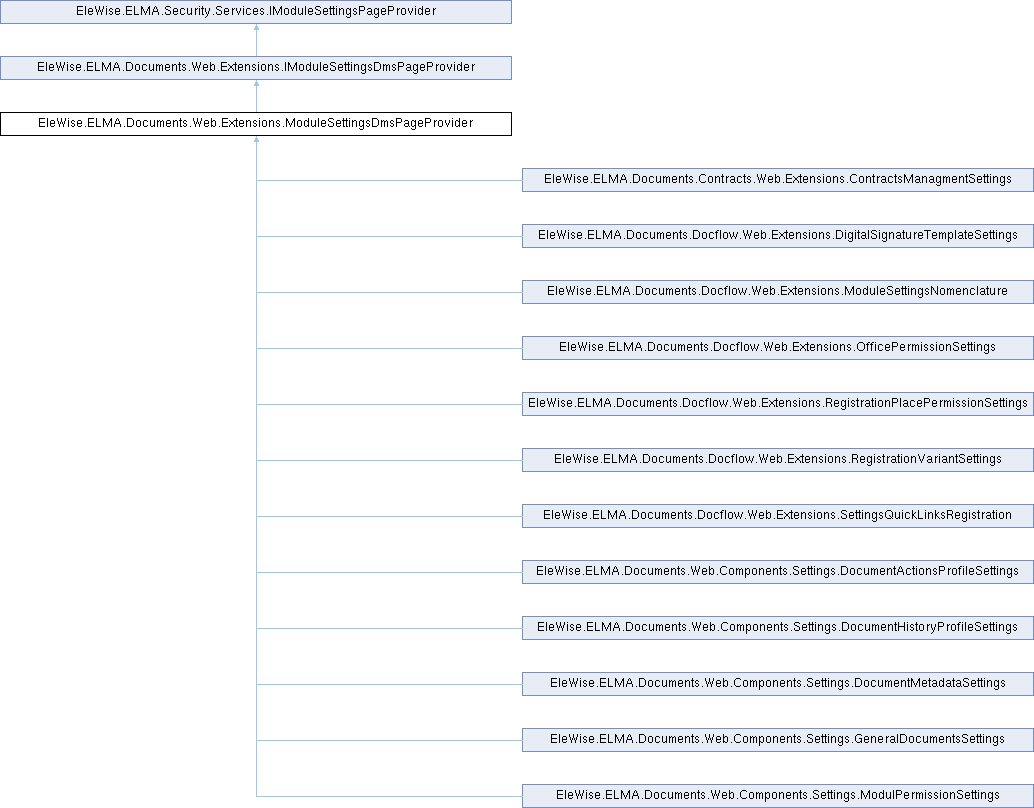 EleWise.ELMA.Security.Services.IModuleSettingsPageProvider
EleWise.ELMA.Documents.Web.Extensions.IModuleSettingsDmsPageProvider
EleWise.ELMA.Documents.Web.Extensions.ModuleSettingsDmsPageProvider
EleWise.ELMA.Documents.Contracts.Web.Extensions.ContractsManagmentSettings
EleWise.ELMA.Documents.Docflow.Web.Extensions.DigitalSignatureTemplateSettings
EleWise.ELMA.Documents.Docflow.Web.Extensions.ModuleSettingsNomenclature
EleWise.ELMA.Documents.Docflow.Web.Extensions.OfficePermissionSettings
EleWise.ELMA.Documents.Docflow.Web.Extensions.RegistrationPlacePermissionSettings
EleWise.ELMA.Documents.Docflow.Web.Extensions.RegistrationVariantSettings
EleWise.ELMA.Documents.Docflow.Web.Extensions.SettingsQuickLinksRegistration
EleWise.ELMA.Documents.Web.Components.Settings.DocumentActionsProfileSettings
EleWise.ELMA.Documents.Web.Components.Settings.DocumentHistoryProfileSettings
EleWise.ELMA.Documents.Web.Components.Settings.DocumentMetadataSettings
EleWise.ELMA.Documents.Web.Components.Settings.GeneralDocumentsSettings
EleWise.ELMA.Documents.Web.Components.Settings.ModulPermissionSettings